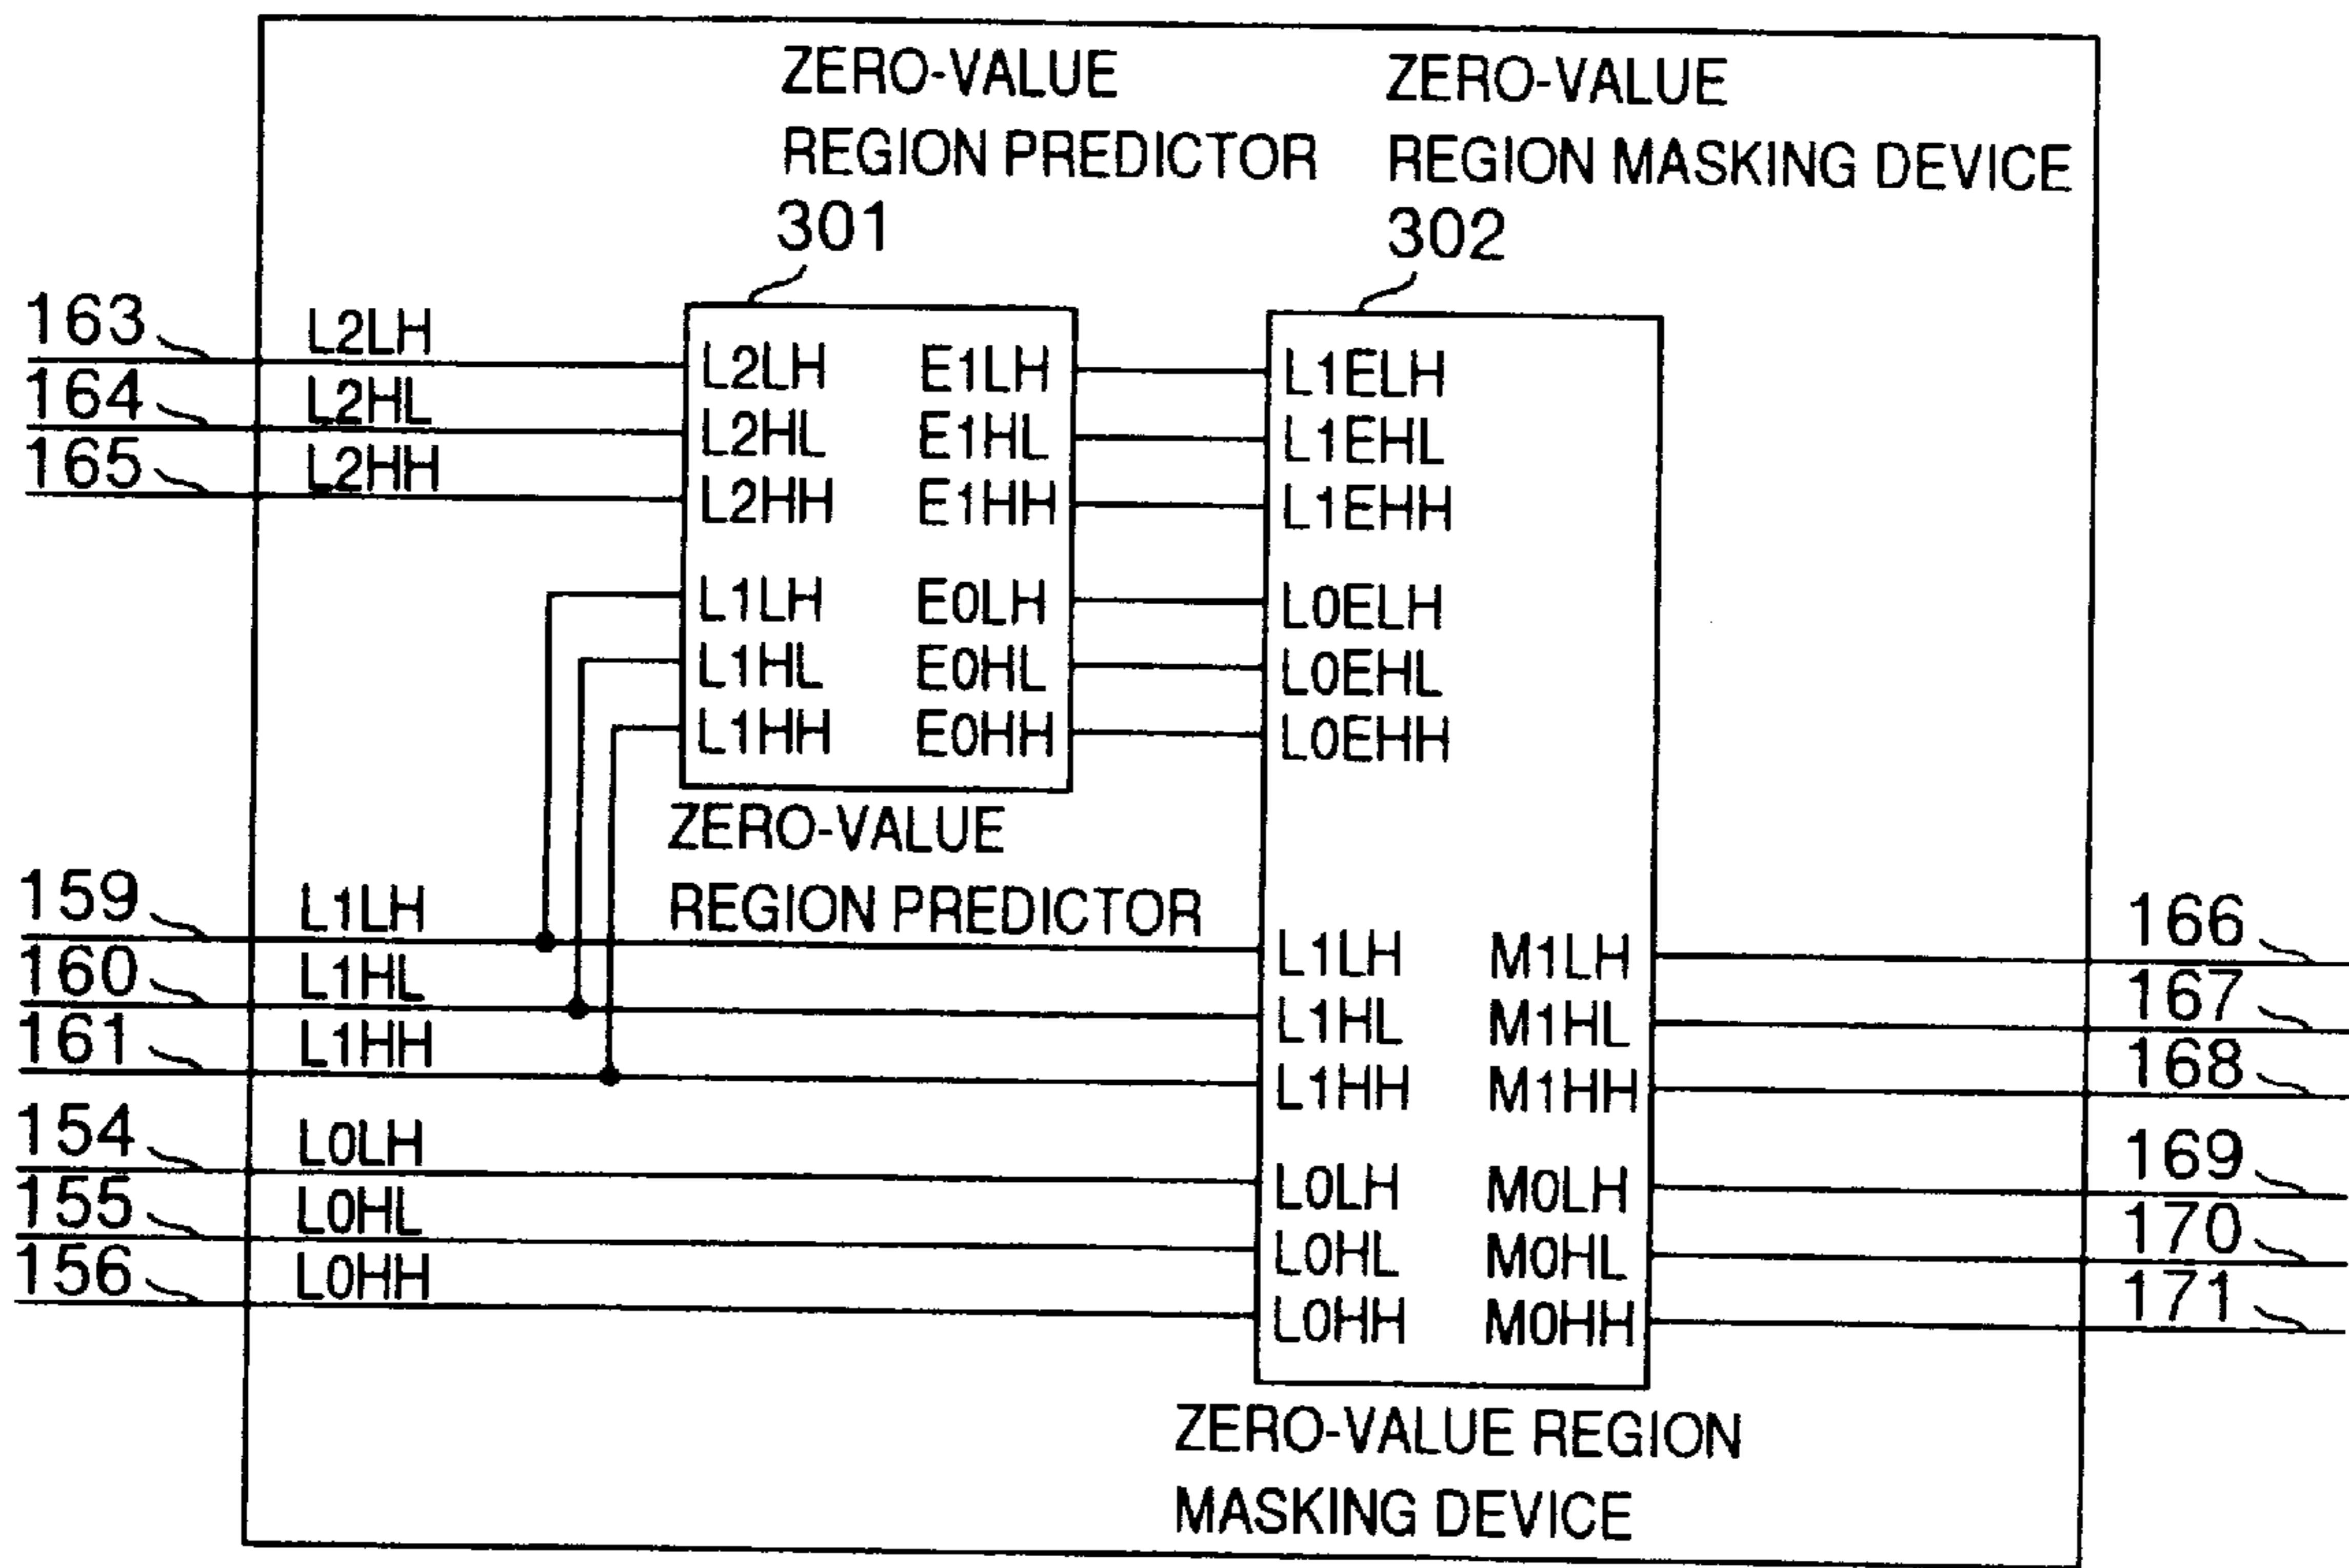 ZERO-VALUE
REGION PREDICTOR
301
ZERO-VALUE
REGION MASKING DEVICE
302
163
L2LH
164
L2HL
165
L2HH
L2LH E1LH
L2HL E1HL
L2HH E1HH
L1LH E0LH
L1HL E0HL
L1HH E0HH
ZERO-VALUE
REGION PREDICTOR
L1ELH
L1EHL
L1EHH
L0ELH
L0EHL
L0EHH
159
L1LH
160
L1HL
161
L1HH
154
L0LH
155
L0HL
156
L0HH
L1LH M1LH
L1HL M1HL
L1HH M1HH
L0LH M0LH
L0HL M0HL
L0HH M0HH
166
167
168
169
170
171
ZERO-VALUE REGION
MASKING DEVICE